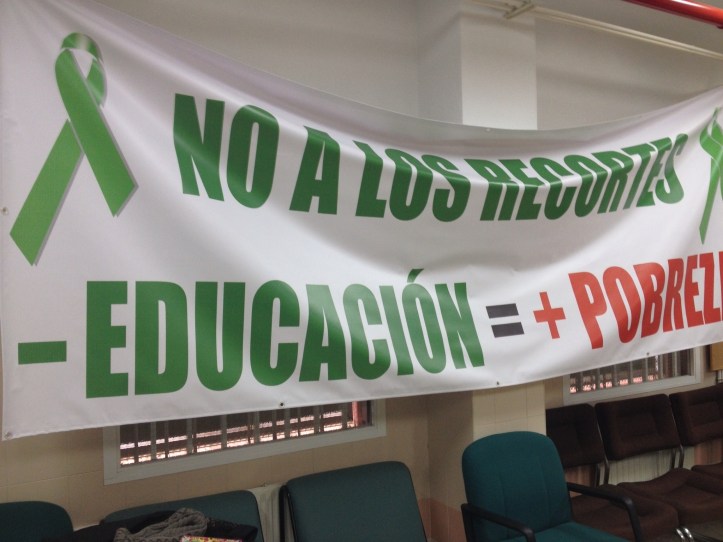 NO A LOS RECORTES
- EDUCACIÓN = + POBREZ